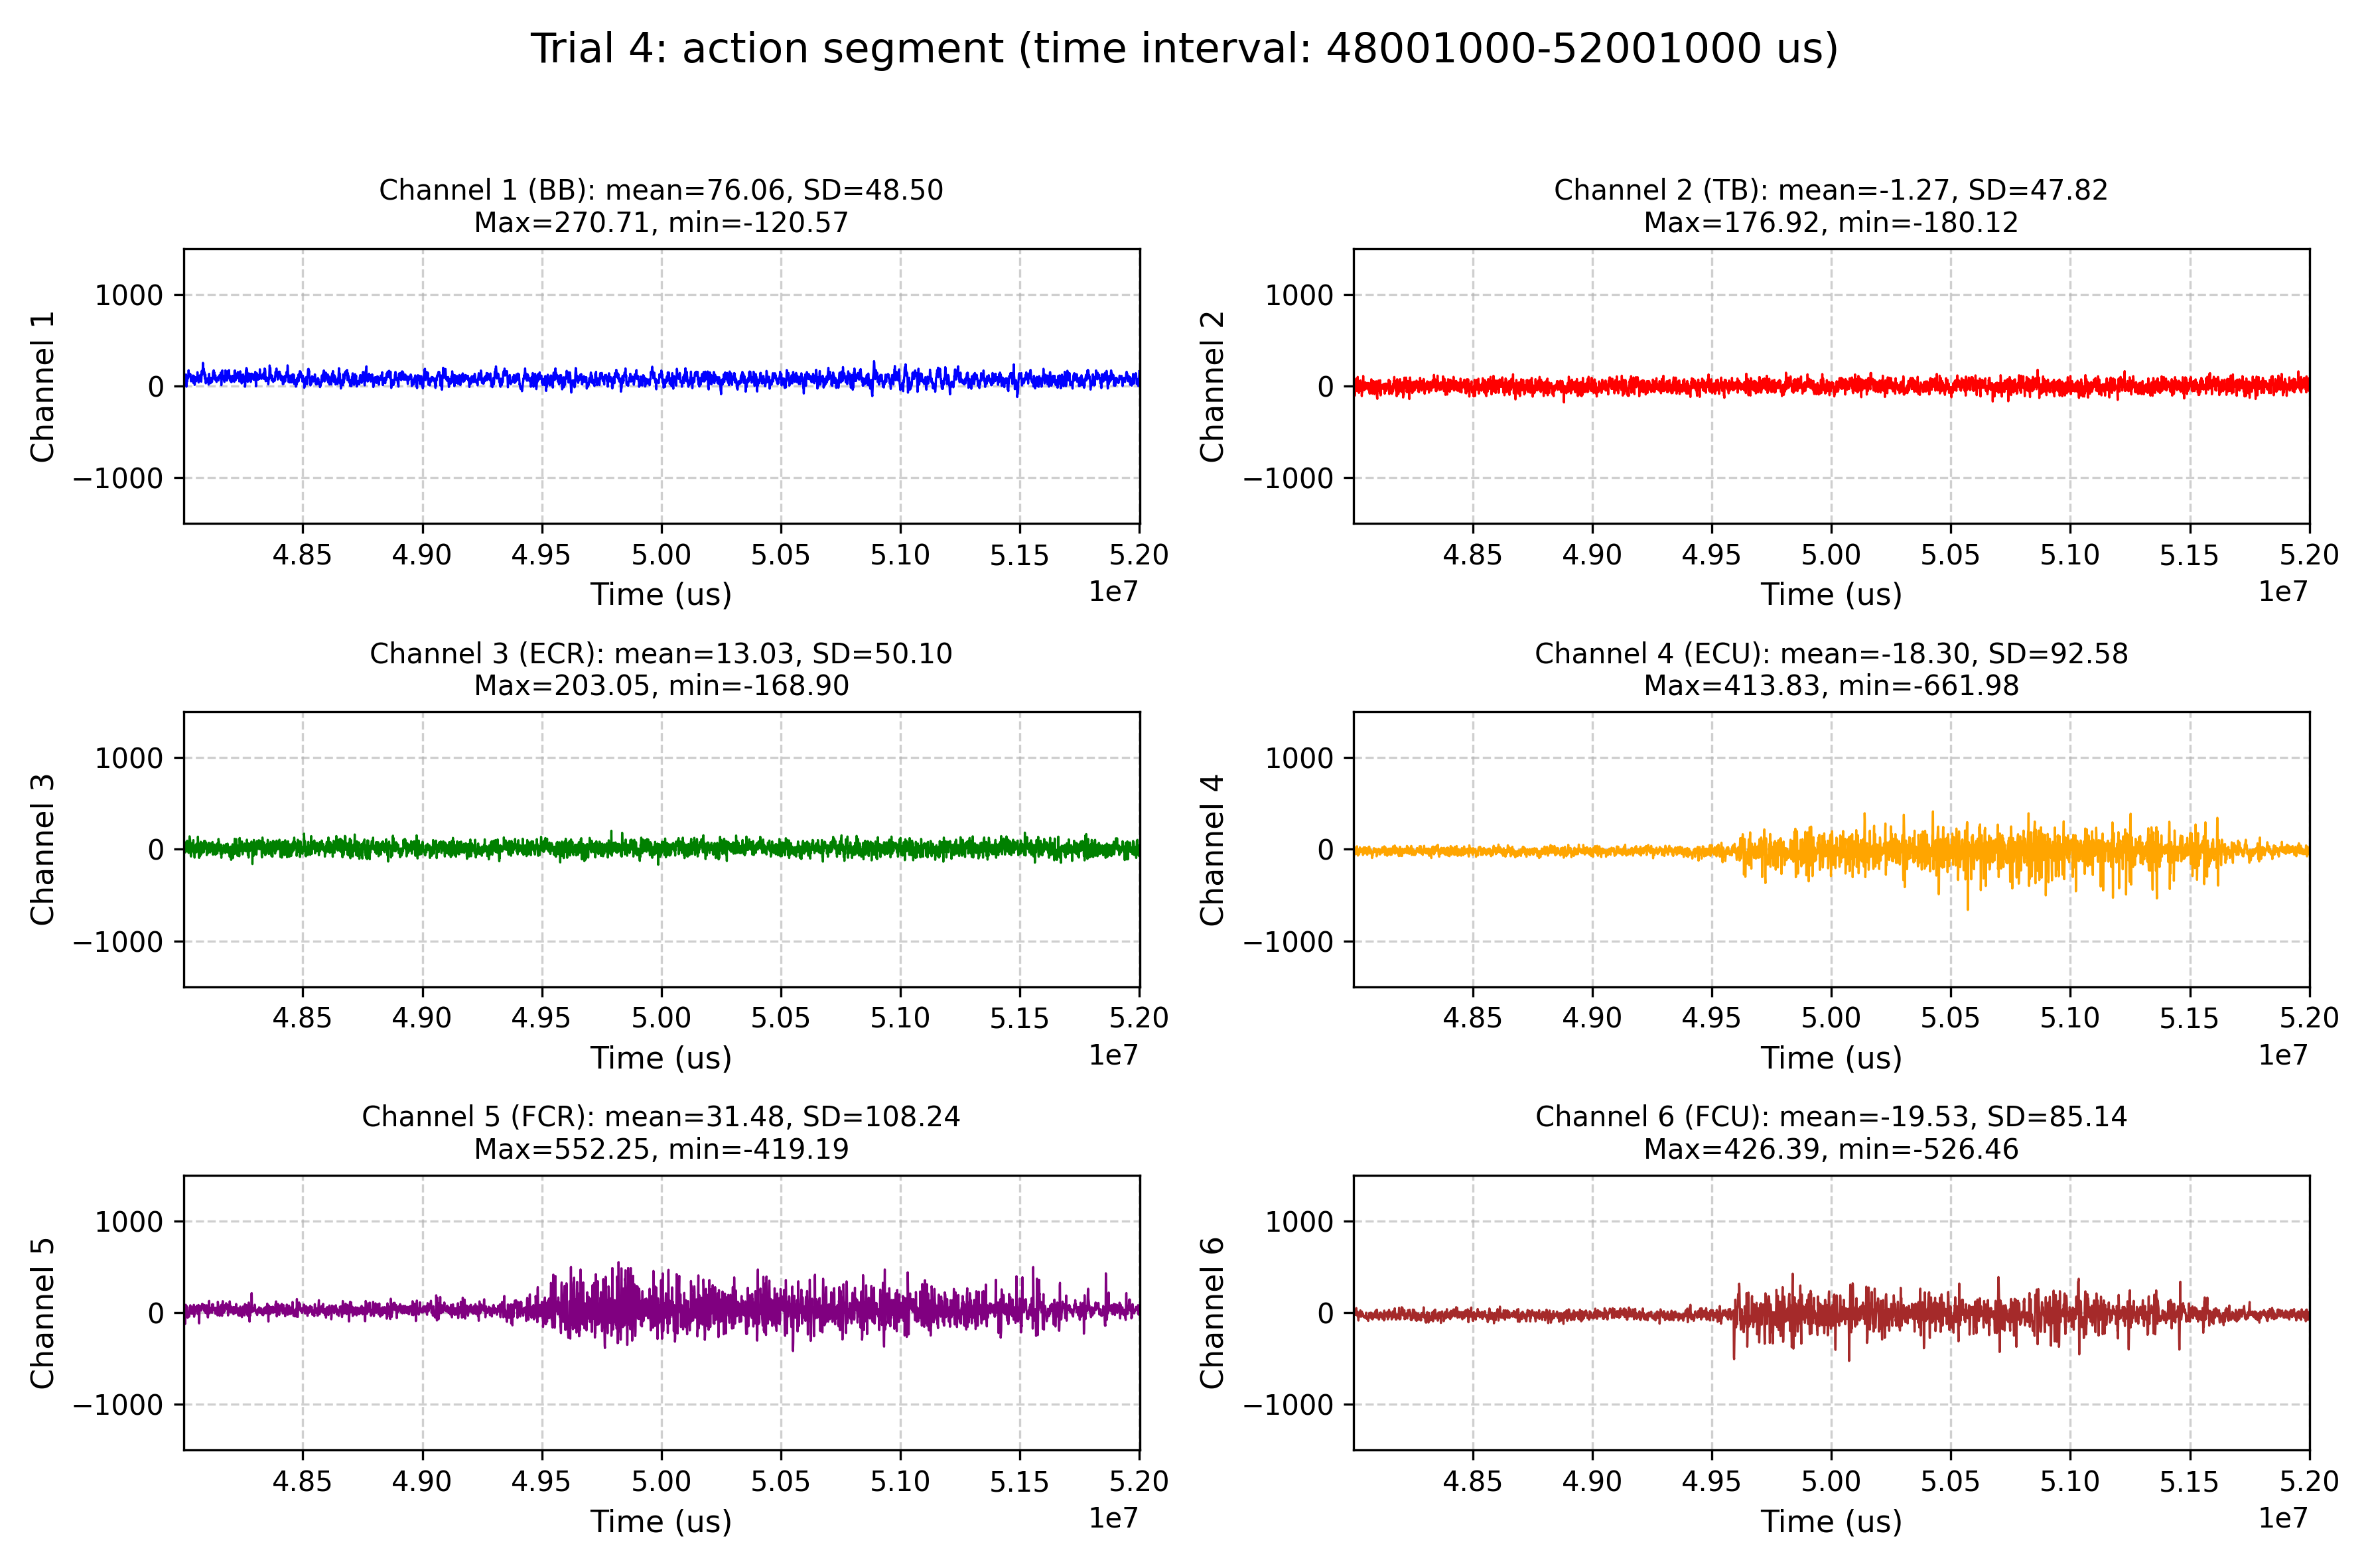 Trial 4: action segment (time interval: 48001000-52001000 us)
Channel 1 (BB): mean=76.06, SD=48.50
Max=270.71, min=-120.57
Channel 1
1000
0
−1000
4.85 4.90 4.95 5.00 5.05 5.10 5.15 5.20
Time (us)
1e7
Channel 2 (TB): mean=-1.27, SD=47.82
Max=176.92, min=-180.12
Channel 2
1000
0
−1000
4.85 4.90 4.95 5.00 5.05 5.10 5.15 5.20
Time (us)
1e7
Channel 3 (ECR): mean=13.03, SD=50.10
Max=203.05, min=-168.90
Channel 3
1000
0
−1000
4.85 4.90 4.95 5.00 5.05 5.10 5.15 5.20
Time (us)
1e7
Channel 4 (ECU): mean=-18.30, SD=92.58
Max=413.83, min=-661.98
Channel 4
1000
0
−1000
4.85 4.90 4.95 5.00 5.05 5.10 5.15 5.20
Time (us)
1e7
Channel 5 (FCR): mean=31.48, SD=108.24
Max=552.25, min=-419.19
Channel 5
1000
0
−1000
4.85 4.90 4.95 5.00 5.05 5.10 5.15 5.20
Time (us)
1e7
Channel 6 (FCU): mean=-19.53, SD=85.14
Max=426.39, min=-526.46
Channel 6
1000
0
−1000
4.85 4.90 4.95 5.00 5.05 5.10 5.15 5.20
Time (us)
1e7